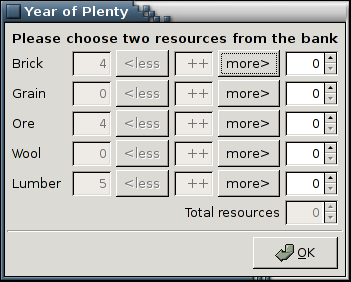 Year of Plenty
Please choose two resources from the bank
Brick 4 <less ++ more> 0
Grain 0 <less ++ more> 0
Ore 4 <less ++ more> 0
Wool 0 <less ++ more> 0
Lumber 5 <less ++ more> 0
Total resources 0
OK